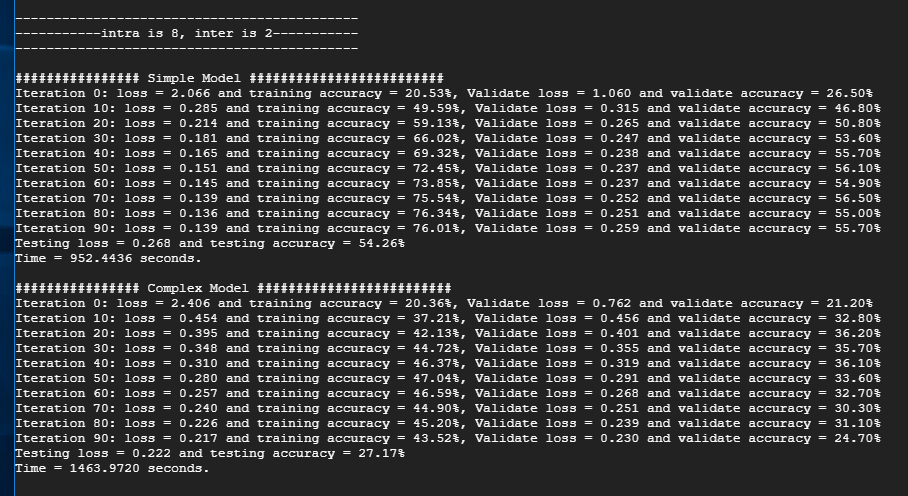 --------------------------------------------
-----------intra is 8, inter is 2-----------
--------------------------------------------
################ Simple Model #########################
Iteration 0: loss = 2.066 and training accuracy = 20.53%, Validate loss = 1.060 and validate accuracy = 26.50%
Iteration 10: loss = 0.285 and training accuracy = 49.59%, Validate loss = 0.315 and validate accuracy = 46.80%
Iteration 20: loss = 0.214 and training accuracy = 59.13%, Validate loss = 0.265 and validate accuracy = 50.80%
Iteration 30: loss = 0.181 and training accuracy = 66.02%, Validate loss = 0.247 and validate accuracy = 53.60%
Iteration 40: loss = 0.165 and training accuracy = 69.32%, Validate loss = 0.238 and validate accuracy = 55.70%
Iteration 50: loss = 0.151 and training accuracy = 72.45%, Validate loss = 0.237 and validate accuracy = 56.10%
Iteration 60: loss = 0.145 and training accuracy = 73.85%, Validate loss = 0.237 and validate accuracy = 54.90%
Iteration 70: loss = 0.139 and training accuracy = 75.54%, Validate loss = 0.252 and validate accuracy = 56.50%
Iteration 80: loss = 0.136 and training accuracy = 76.34%, Validate loss = 0.251 and validate accuracy = 55.00%
Iteration 90: loss = 0.139 and training accuracy = 76.01%, Validate loss = 0.259 and validate accuracy = 55.70%
Testing loss = 0.268 and testing accuracy = 54.26%
Time = 952.4436 seconds.
################ Complex Model #########################
Iteration 0: loss = 2.406 and training accuracy = 20.36%, Validate loss = 0.762 and validate accuracy = 21.20%
Iteration 10: loss = 0.454 and training accuracy = 37.21%, Validate loss = 0.456 and validate accuracy = 32.80%
Iteration 20: loss = 0.395 and training accuracy = 42.13%, Validate loss = 0.401 and validate accuracy = 36.20%
Iteration 30: loss = 0.348 and training accuracy = 44.72%, Validate loss = 0.355 and validate accuracy = 35.70%
Iteration 40: loss = 0.310 and training accuracy = 46.37%, Validate loss = 0.319 and validate accuracy = 36.10%
Iteration 50: loss = 0.280 and training accuracy = 47.04%, Validate loss = 0.291 and validate accuracy = 33.60%
Iteration 60: loss = 0.257 and training accuracy = 46.59%, Validate loss = 0.268 and validate accuracy = 32.70%
Iteration 70: loss = 0.240 and training accuracy = 44.90%, Validate loss = 0.251 and validate accuracy = 30.30%
Iteration 80: loss = 0.226 and training accuracy = 45.20%, Validate loss = 0.239 and validate accuracy = 31.10%
Iteration 90: loss = 0.217 and training accuracy = 43.52%, Validate loss = 0.230 and validate accuracy = 24.70%
Testing loss = 0.222 and testing accuracy = 27.17%
Time = 1463.9720 seconds.